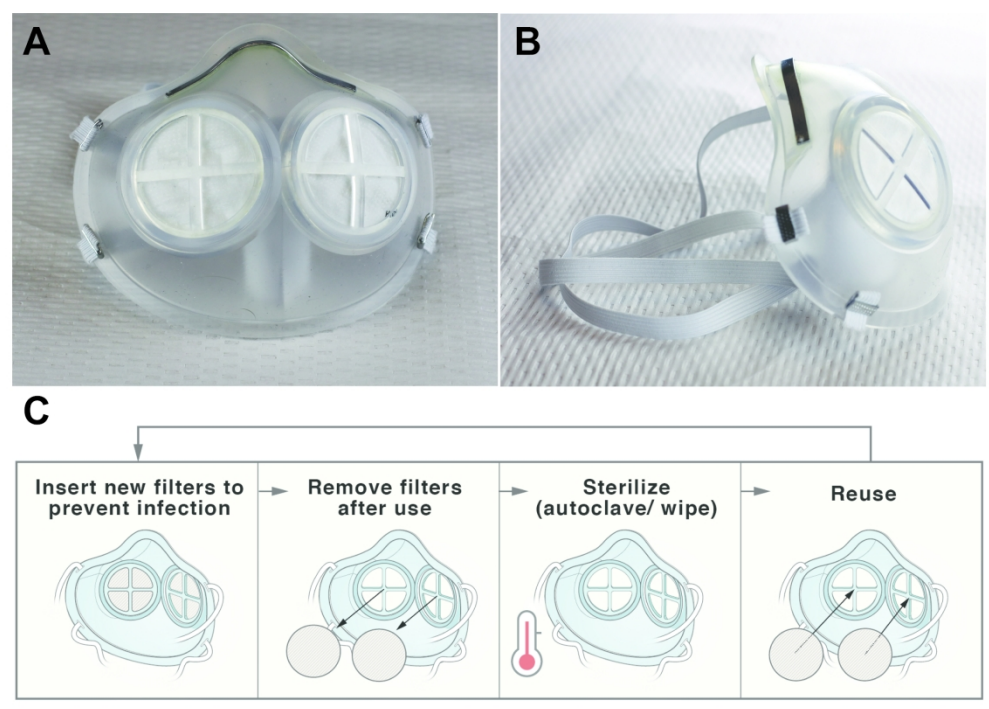 A
B
C
Insert new filters to
prevent infection
Remove filters
after use
Sterilize
(autoclave/ wipe)
Reuse